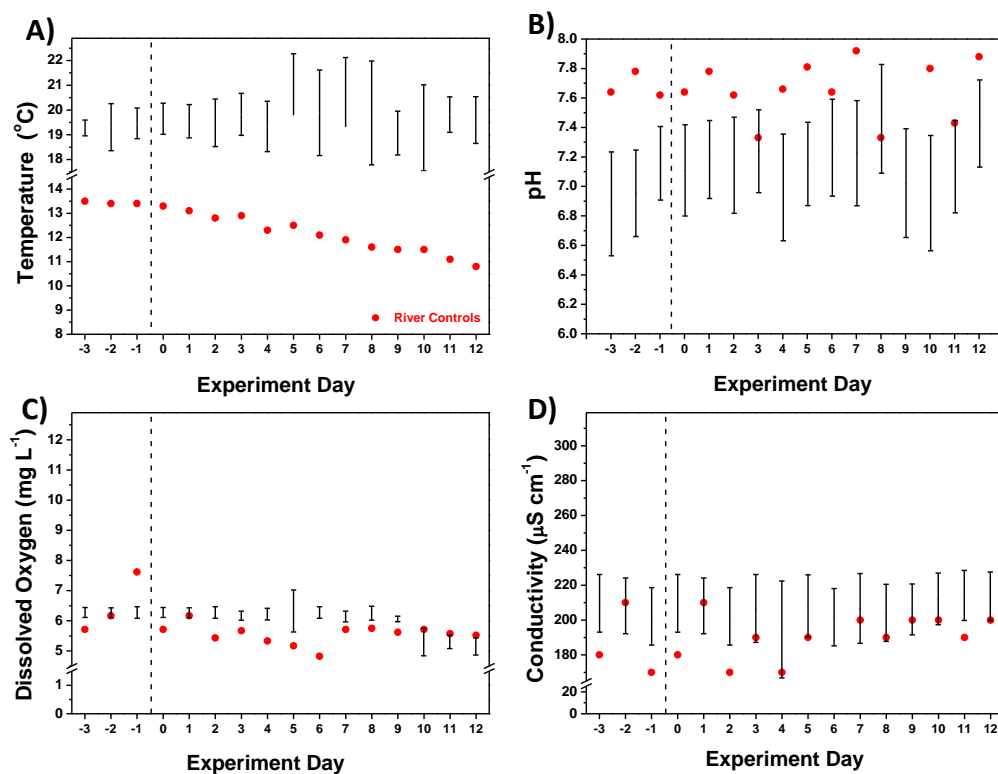 A)
22
21
20
19
18
14
13
12
11
10
9
8
Temperature (°C)
River Controls
-3 -2 -1 0 1 2 3 4 5 6 7 8 9 10 11 12
Experiment Day
B)
8.0
7.8
7.6
7.4
7.2
7.0
6.8
6.6
6.4
6.2
6.0
pH
-3 -2 -1 0 1 2 3 4 5 6 7 8 9 10 11 12
Experiment Day
C)
12
11
10
9
8
7
6
5
1
0
Dissolved Oxygen (mg L⁻¹)
-3 -2 -1 0 1 2 3 4 5 6 7 8 9 10 11 12
Experiment Day
D)
300
280
260
240
220
200
180
20
0
Conductivity (μS cm⁻¹)
-3 -2 -1 0 1 2 3 4 5 6 7 8 9 10 11 12
Experiment Day